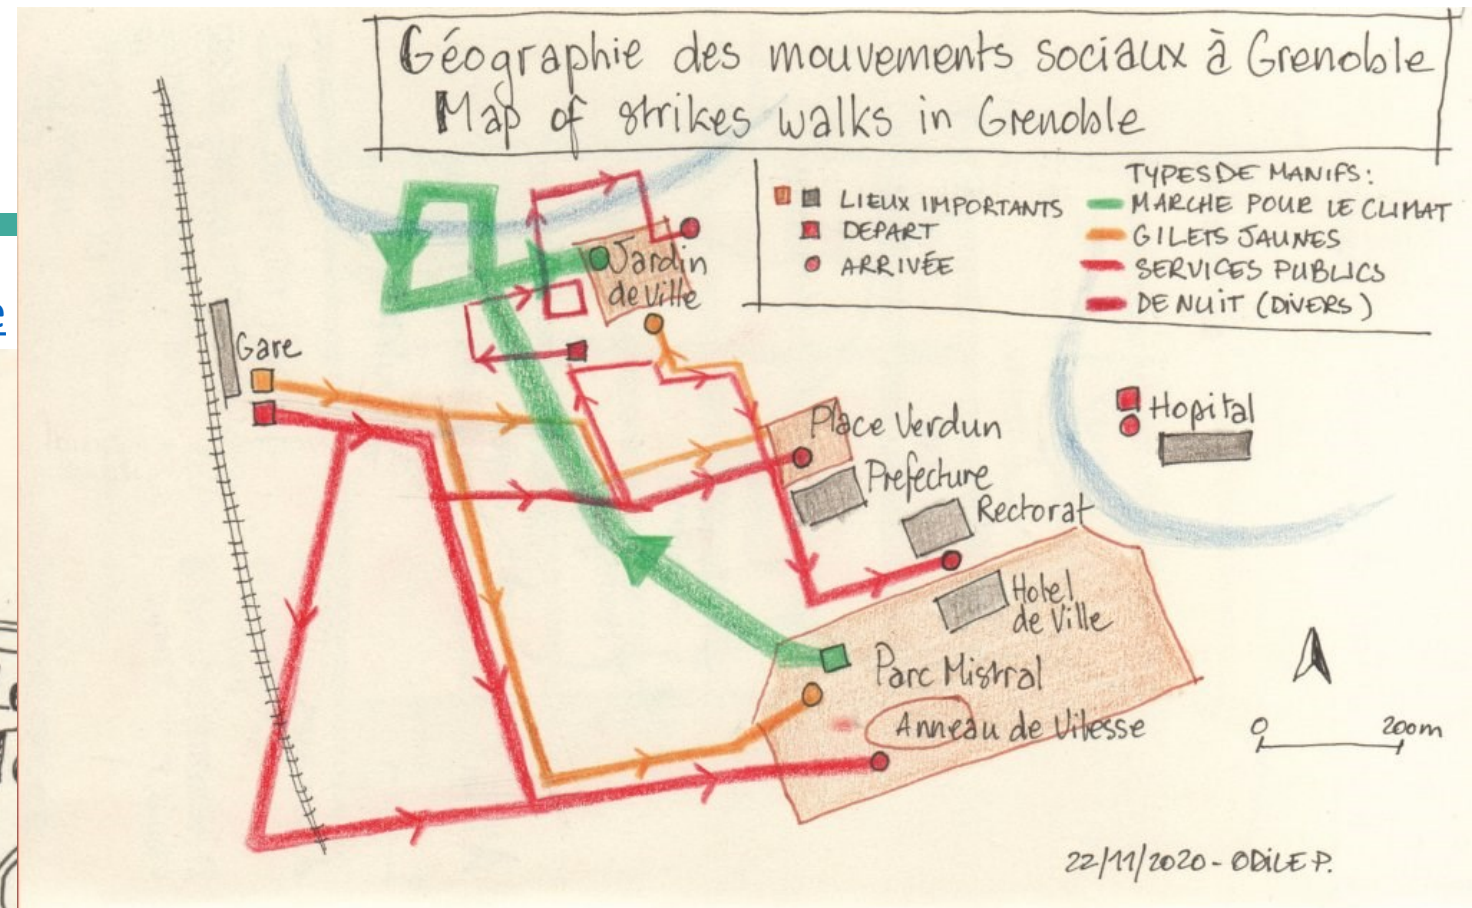 Géographie des mouvements sociaux à Grenoble
Map of strikes walks in Grenoble
LIEUX IMPORTANTS
DEPART
ARRIVÉE
TYPES DE MANIFS:
MARCHE POUR LE CLIMAT
GILETS JAUNES
SERVICES PUBLICS
DE NUIT (DIVERS)
Jardin
de ville
Gare
Hopital
Place Verdun
Prefecture
Rectorat
Hotel
de Ville
Parc Mistral
Anneau de Vitesse
0 200m
22/11/2020 - ODILE P.
e